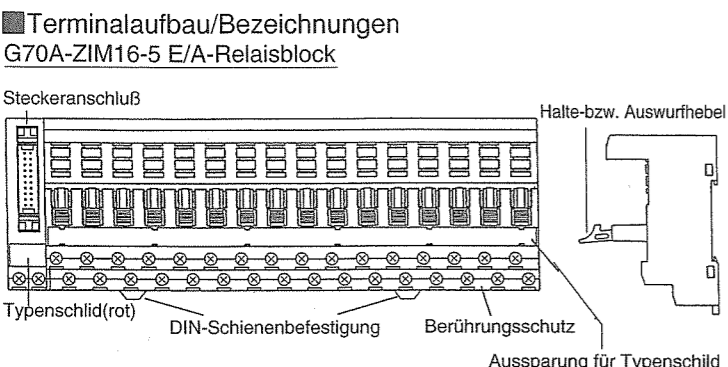 Terminalaufbau/Bezeichnungen
G70A-ZIM16-5 E/A-Relaisblock
Steckeranschluß
Halte-bzw. Auswurfhebel
Typenschlid(rot)
DIN-Schienenbefestigung
Berührungsschutz
Aussparung für Typenschild